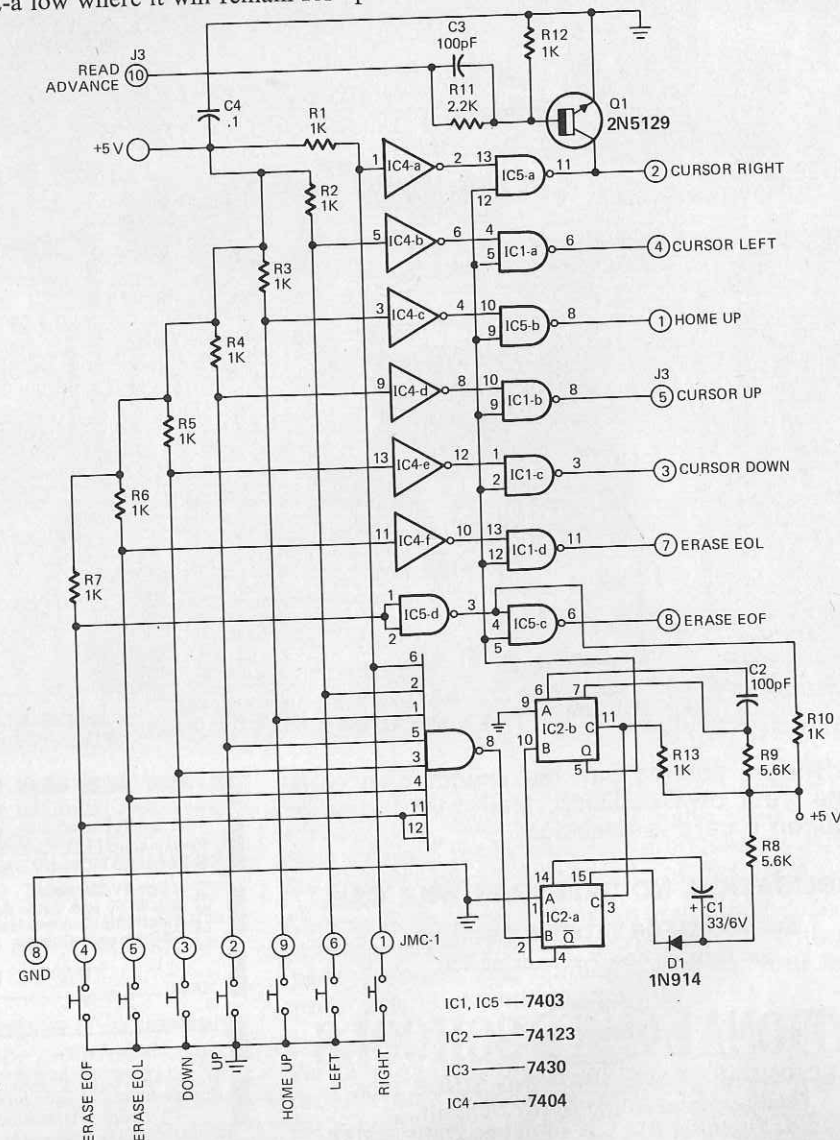 -a low where it will remain for
READ
ADVANCE
J3
10
C3
100pF
R12
1K
R11
2.2K
Q1
2N5129
C4
.1
R1
1K
+5 V
1
IC4-a
2
13
12
IC5-a
11
2
CURSOR RIGHT
R2
1K
5
IC4-b
6
4
5
IC1-a
6
4
CURSOR LEFT
R3
1K
3
IC4-c
4
10
9
IC5-b
8
1
HOME UP
R4
1K
9
IC4-d
8
10
9
IC1-b
8
J3
5
CURSOR UP
R5
1K
13
IC4-e
12
1
2
IC1-c
3
3
CURSOR DOWN
R6
1K
11
IC4-f
10
13
12
IC1-d
11
7
ERASE EOL
R7
1K
1
2
IC5-d
3
4
5
IC5-c
6
8
ERASE EOF
6
2
1
5
3
4
11
12
8
6
7
9
A
IC2-b
C
11
10
B
Q
5
C2
100pF
R13
1K
R9
5.6K
R10
1K
+5 V
R8
5.6K
14
15
1
A
IC2-a
C
3
2
B
Q
4
+
C1
33/6V
D1
1N914
8
GND
4
5
3
2
9
6
1
JMC-1
ERASE EOF
ERASE EOL
DOWN
UP
HOME UP
LEFT
RIGHT
IC1, IC5 — 7403
IC2 — 74123
IC3 — 7430
IC4 — 7404